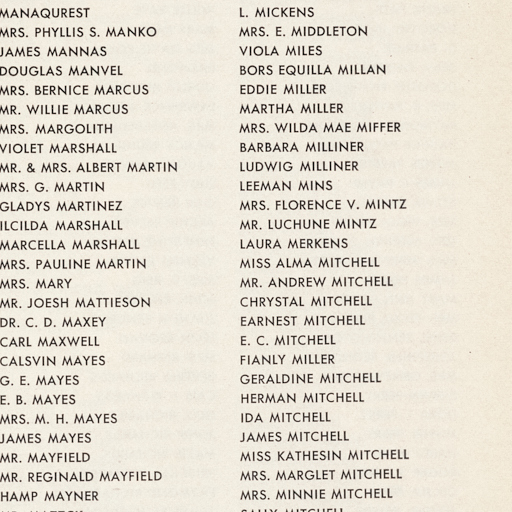 MANAQUREST
MRS. PHYLLIS S. MANKO
JAMES MANNAS
DOUGLAS MANVEL
MRS. BERNICE MARCUS
MR. WILLIE MARCUS
MRS. MARGOLITH
VIOLET MARSHALL
MR. & MRS. ALBERT MARTIN
MRS. G. MARTIN
GLADYS MARTINEZ
ILCILDA MARSHALL
MARCELLA MARSHALL
MRS. PAULINE MARTIN
MRS. MARY
MR. JOESH MATTIESON
DR. C. D. MAXEY
CARL MAXWELL
CALSVIN MAYES
G. E. MAYES
E. B. MAYES
MRS. M. H. MAYES
JAMES MAYES
MR. MAYFIELD
MR. REGINALD MAYFIELD
HAMP MAYNER
L. MICKENS
MRS. E. MIDDLETON
VIOLA MILES
BORS EQUILLA MILLAN
EDDIE MILLER
MARTHA MILLER
MRS. WILDA MAE MIFFER
BARBARA MILLINER
LUDWIG MILLINER
LEEMAN MINS
MRS. FLORENCE V. MINTZ
MR. LUCHUNE MINTZ
LAURA MERKENS
MISS ALMA MITCHELL
MR. ANDREW MITCHELL
CHRYSTAL MITCHELL
EARNEST MITCHELL
E. C. MITCHELL
FIANLY MILLER
GERALDINE MITCHELL
HERMAN MITCHELL
IDA MITCHELL
JAMES MITCHELL
MISS KATHESIN MITCHELL
MRS. MARGLET MITCHELL
MRS. MINNIE MITCHELL
SALLY MITCHELL